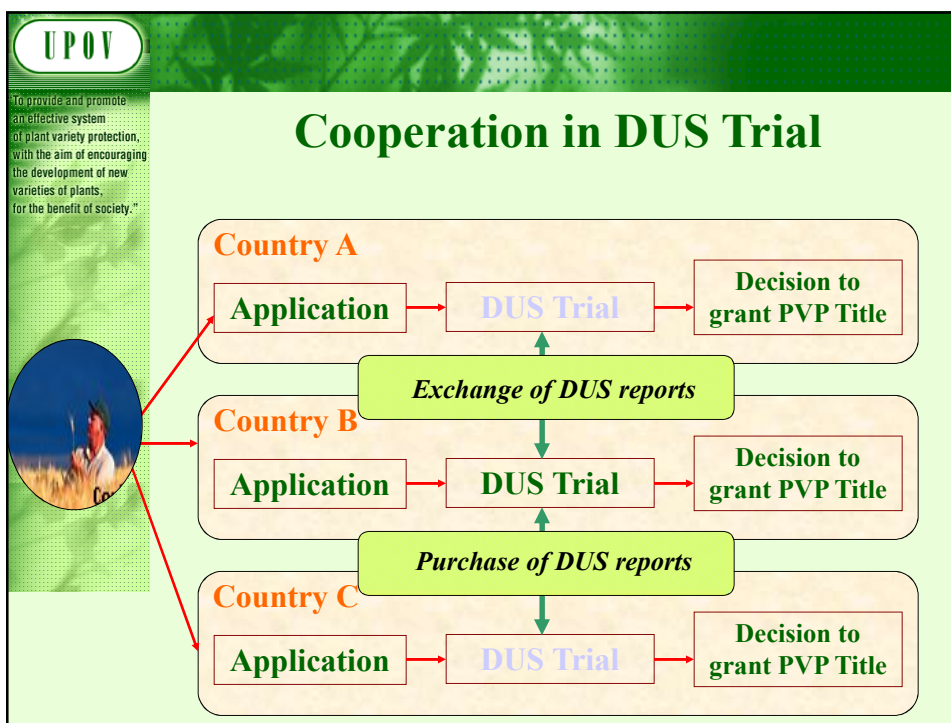 UPOV
"To provide and promote
an effective system
of plant variety protection,
with the aim of encouraging
the development of new
varieties of plants,
for the benefit of society."
Cooperation in DUS Trial
Country A
Application
DUS Trial
Decision to
grant PVP Title
Exchange of DUS reports
Country B
Application
DUS Trial
Decision to
grant PVP Title
Purchase of DUS reports
Country C
Application
DUS Trial
Decision to
grant PVP Title